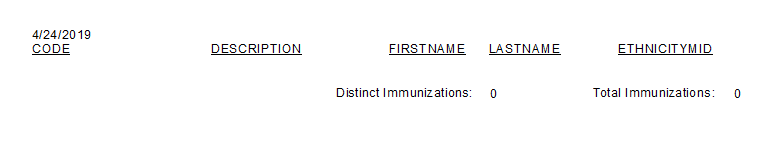 4/24/2019
CODE DESCRIPTION FIRSTNAME LASTNAME ETHNICITYMID
Distinct Immunizations: 0 Total Immunizations: 0